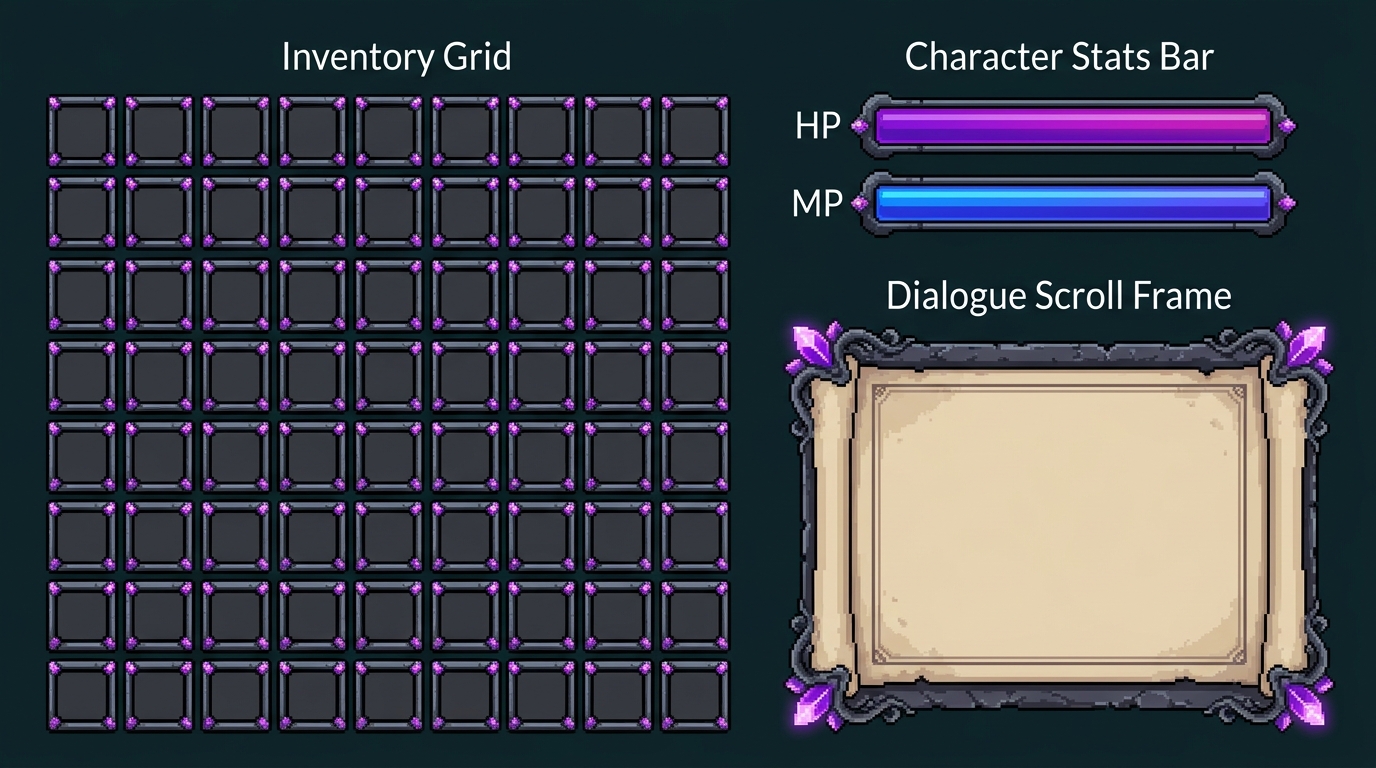 Inventory Grid
Character Stats Bar
HP
MP
Dialogue Scroll Frame